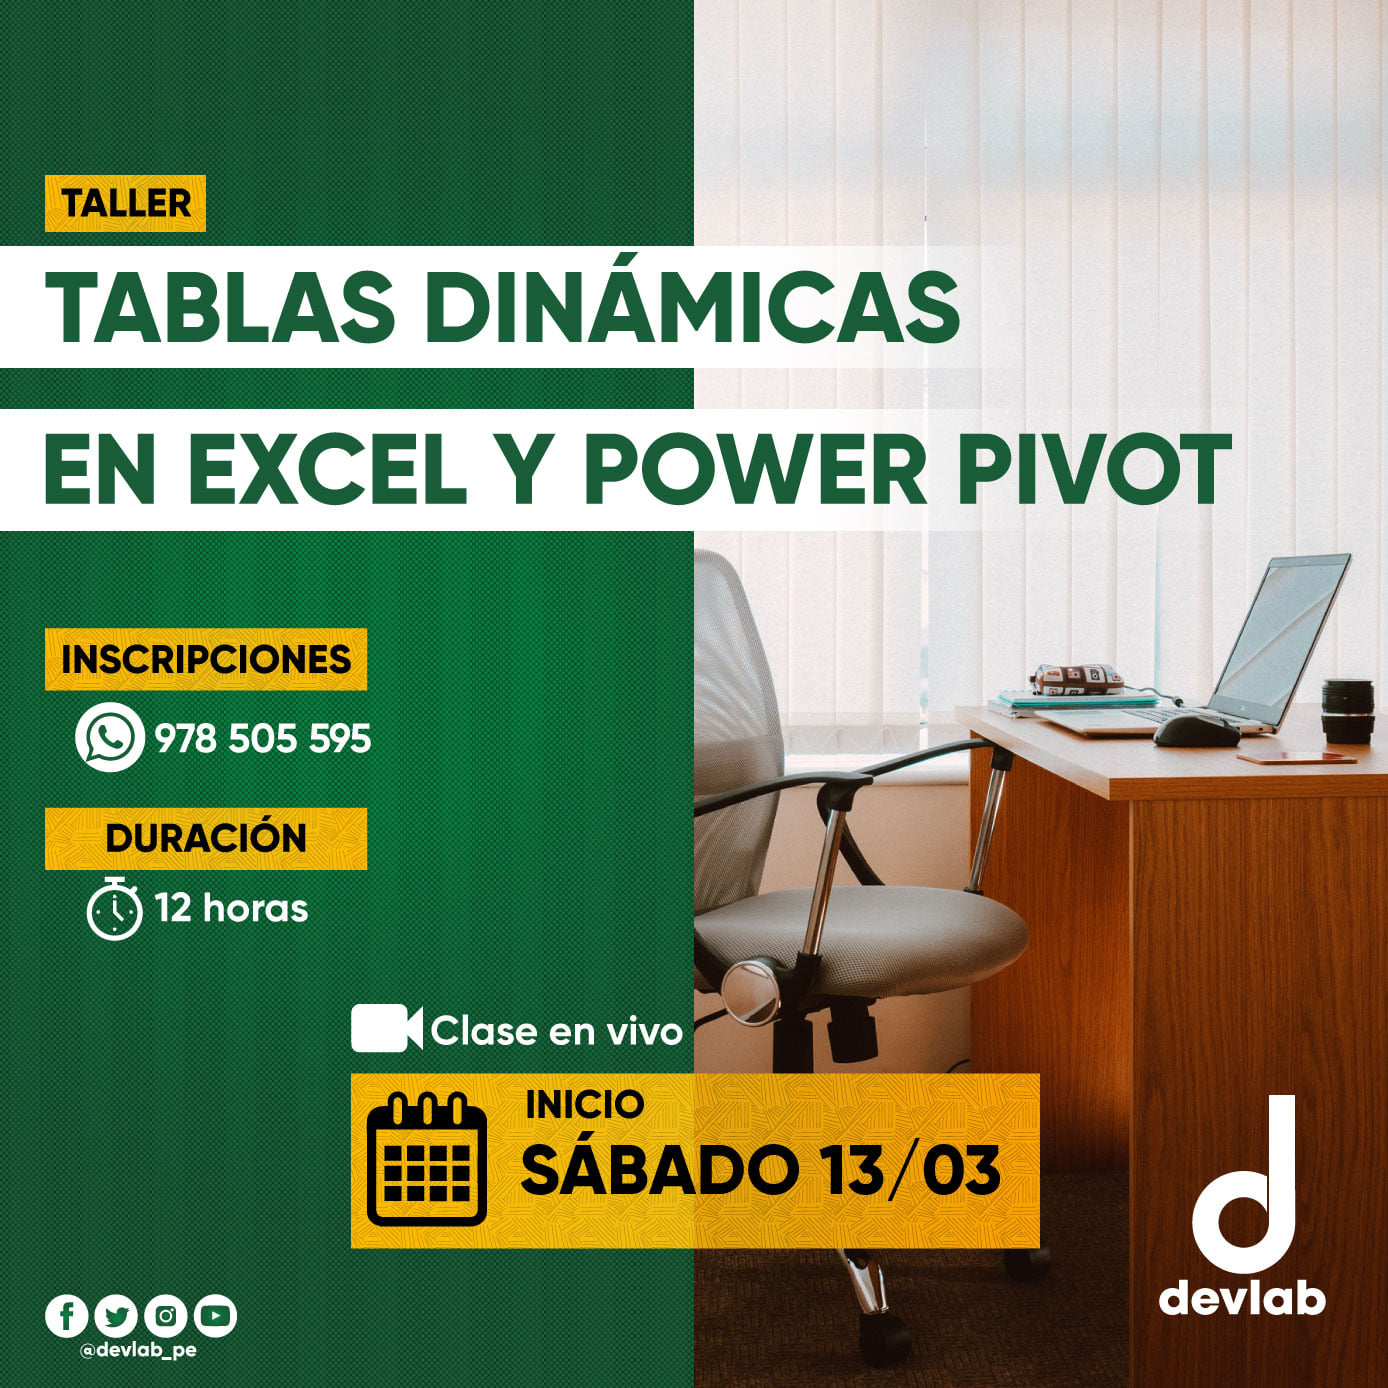 TALLER
TABLAS DINÁMICAS
EN EXCEL Y POWER PIVOT
INSCRIPCIONES
978 505 595
DURACIÓN
12 horas
Clase en vivo
INICIO
SÁBADO 13/03
devlab
@devlab_pe